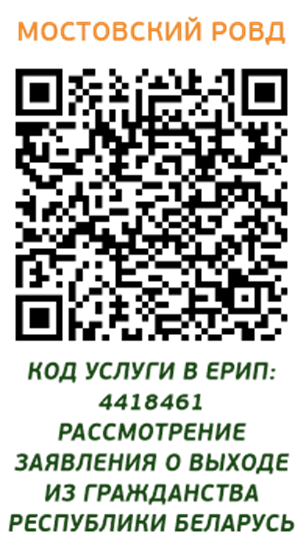 МОСТОВСКИЙ РОВД
КОД УСЛУГИ В ЕРИП:
4418461
РАССМОТРЕНИЕ
ЗАЯВЛЕНИЯ О ВЫХОДЕ
ИЗ ГРАЖДАНСТВА
РЕСПУБЛИКИ БЕЛАРУСЬ